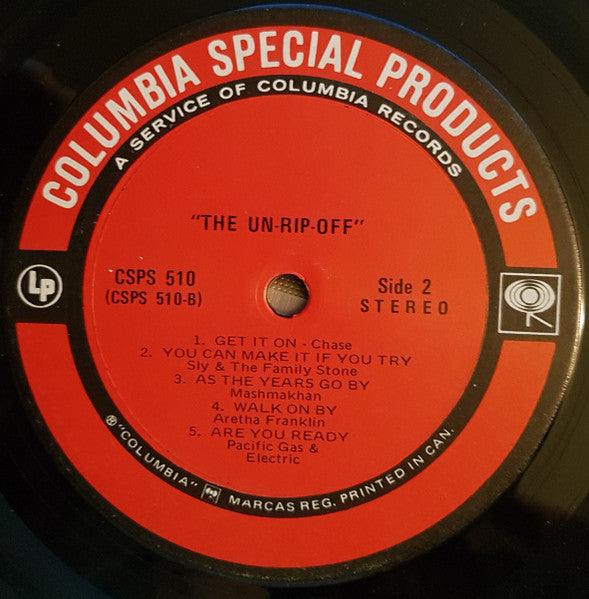 COLUMBIA SPECIAL PRODUCTS
A SERVICE OF COLUMBIA RECORDS
"THE UN-RIP-OFF"
LP
CSPS 510
(CSPS 510-B)
Side 2
STEREO
1. GET IT ON - Chase
2. YOU CAN MAKE IT IF YOU TRY
Sly & The Family Stone
3. AS THE YEARS GO BY
Mashmakhan
4. WALK ON BY
Aretha Franklin
5. ARE YOU READY
Pacific Gas &
Electric
® "COLUMBIA" MARCAS REG. PRINTED IN CAN.